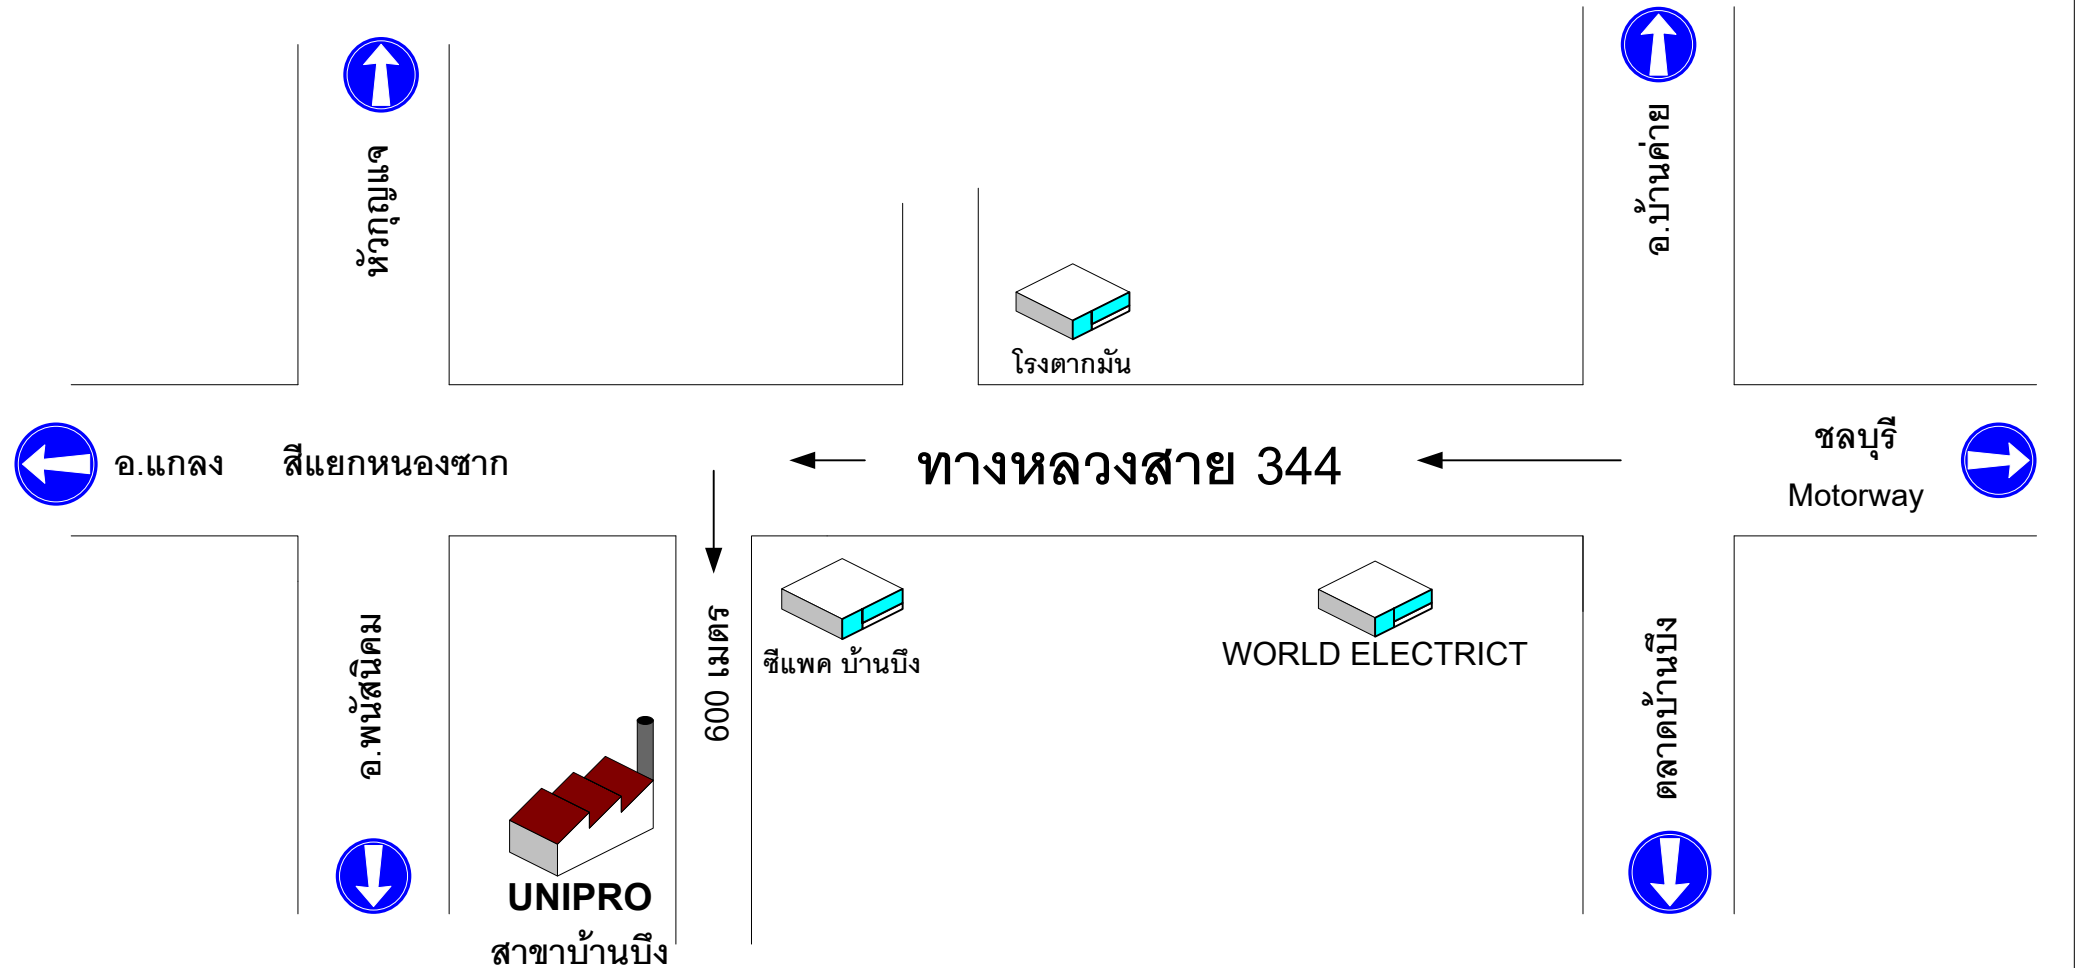 หัวกุญแจ
อ.บ้านค่าย
โรงตากมัน
อ.แกลง
สี่แยกหนองซาก
ทางหลวงสาย 344
ชลบุรี
Motorway
อ.พนัสนิคม
600 เมตร
ซีแพค บ้านบึง
WORLD ELECTRICT
ตลาดบ้านบึง
UNIPRO
สาขาบ้านบึง